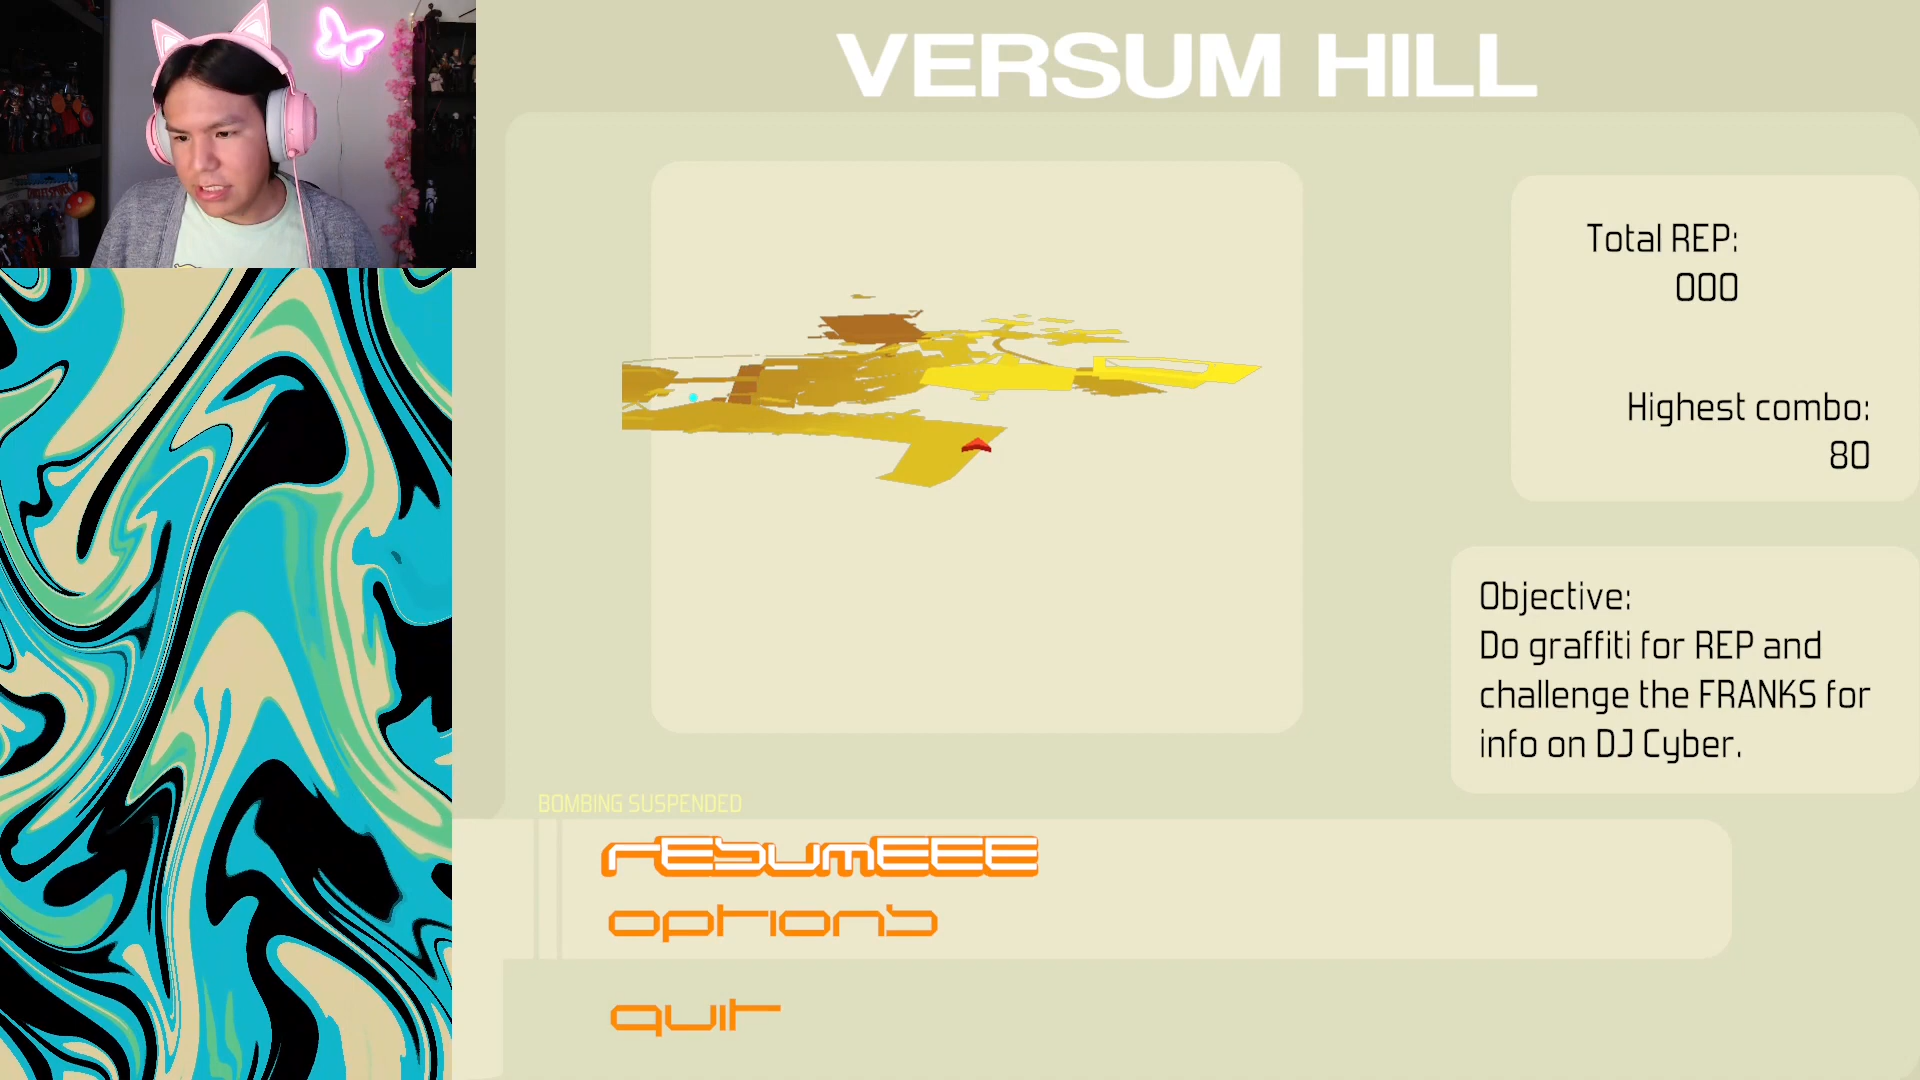 VERSUM HILL
Total REP:
000
Highest combo:
80
Objective:
Do graffiti for REP and
challenge the FRANKS for
info on DJ Cyber.
BOMBING SUSPENDED
resumEEE
options
quit